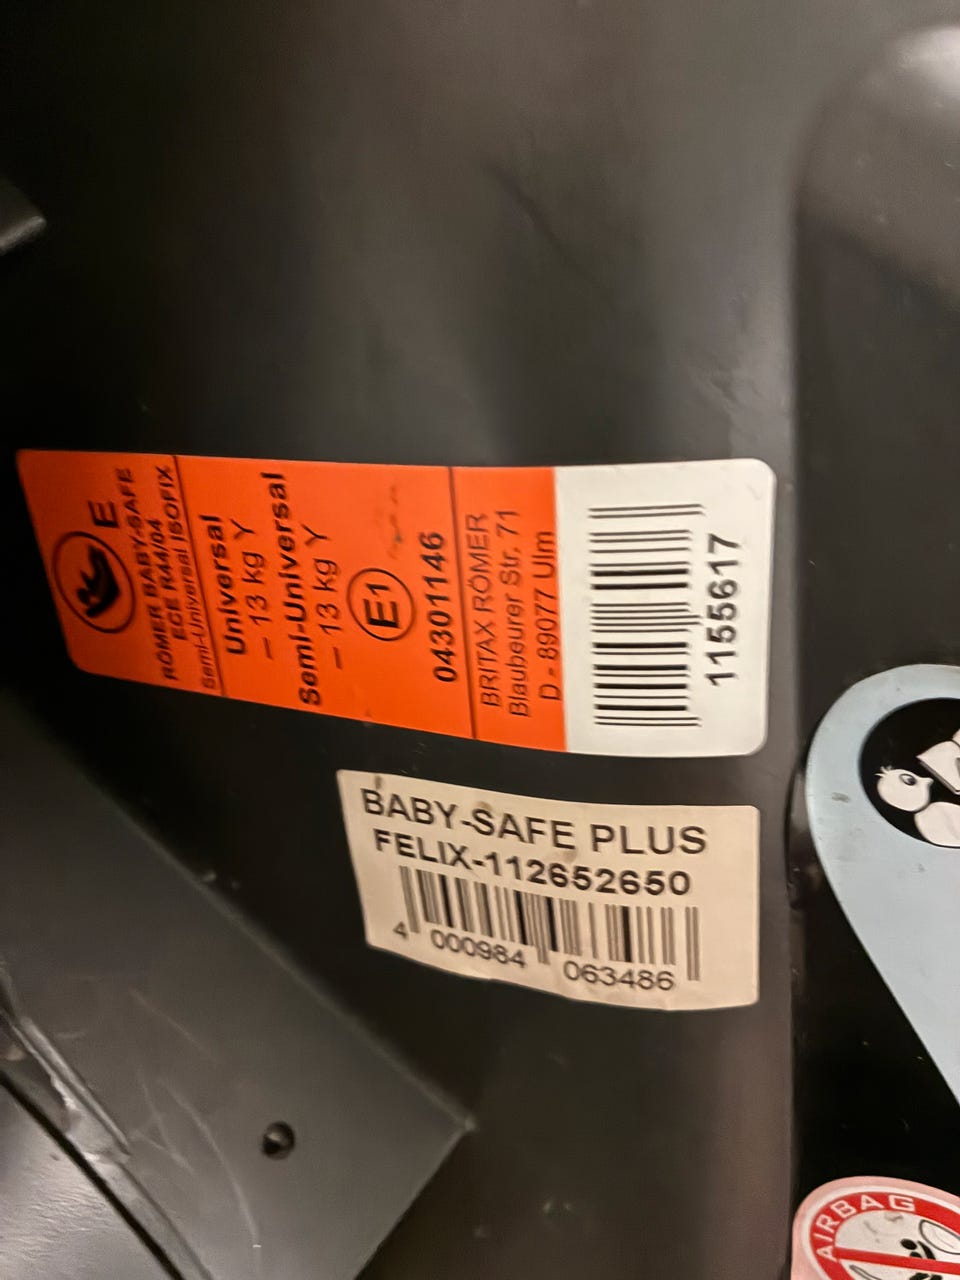 E
RÖMER BABY-SAFE
ECE R44/04
Semi-Universal ISOFIX
Universal
– 13 kg Y
Semi-Universal
– 13 kg Y
E1
04301146
BRITAX RÖMER
Blaubeurer Str. 71
D - 89077 Ulm
1155617
BABY-SAFE PLUS
FELIX-112652650
4 000984 063486
AIRBAG